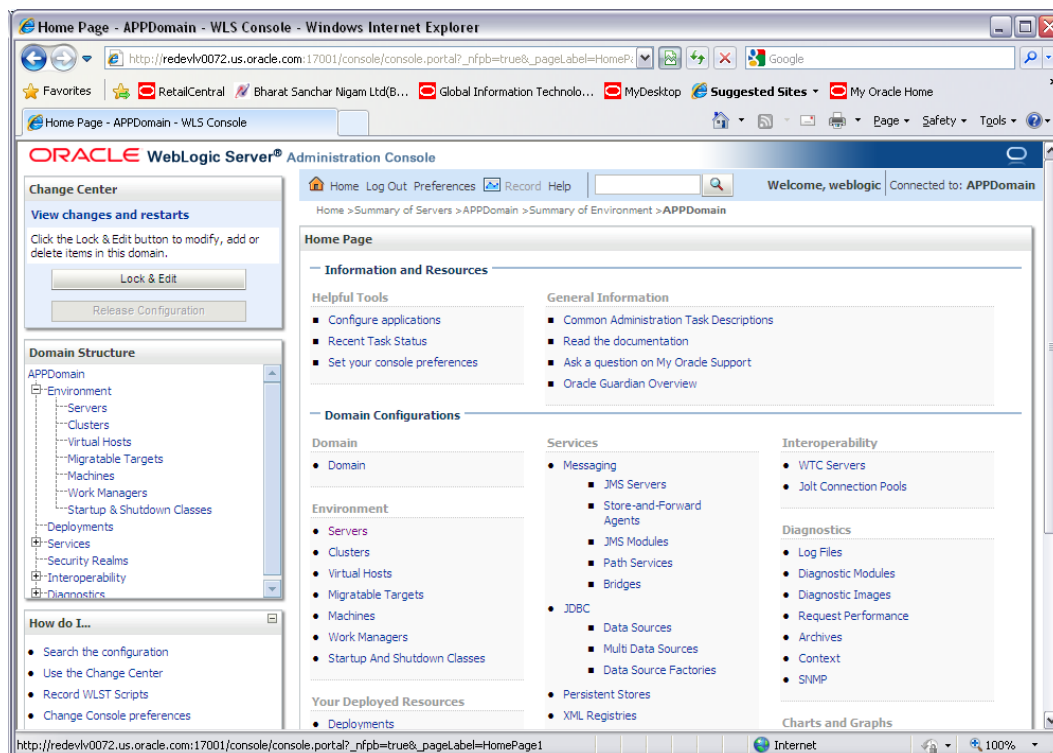 Home Page - APPDomain - WLS Console - Windows Internet Explorer
http://redevlv0072.us.oracle.com:17001/console/console.portal?_nfpb=true&_pageLabel=HomeP
Google
Favorites
RetailCentral
Bharat Sanchar Nigam Ltd(B...
Global Information Technolo...
MyDesktop
Suggested Sites
My Oracle Home
Home Page - APPDomain - WLS Console
Page
Safety
Tools
ORACLE WebLogic Server® Administration Console
Change Center
View changes and restarts
Click the Lock & Edit button to modify, add or
delete items in this domain.
Lock & Edit
Release Configuration
Domain Structure
APPDomain
Environment
Servers
Clusters
Virtual Hosts
Migratable Targets
Machines
Work Managers
Startup & Shutdown Classes
Deployments
Services
Security Realms
Interoperability
Diagnostics
How do I...
Search the configuration
Use the Change Center
Record WLST Scripts
Change Console preferences
Home Log Out Preferences Record Help
Welcome, weblogic Connected to: APPDomain
Home >Summary of Servers >APPDomain >Summary of Environment >APPDomain
Home Page
Information and Resources
Helpful Tools
Configure applications
Recent Task Status
Set your console preferences
General Information
Common Administration Task Descriptions
Read the documentation
Ask a question on My Oracle Support
Oracle Guardian Overview
Domain Configurations
Domain
Domain
Environment
Servers
Clusters
Virtual Hosts
Migratable Targets
Machines
Work Managers
Startup And Shutdown Classes
Your Deployed Resources
Deployments
Services
Messaging
JMS Servers
Store-and-Forward
Agents
JMS Modules
Path Services
Bridges
JDBC
Data Sources
Multi Data Sources
Data Source Factories
Persistent Stores
XML Registries
Interoperability
WTC Servers
Jolt Connection Pools
Diagnostics
Log Files
Diagnostic Modules
Diagnostic Images
Request Performance
Archives
Context
SNMP
Charts and Graphs
http://redevlv0072.us.oracle.com:17001/console/console.portal?_nfpb=true&_pageLabel=HomePage1
Internet
100%